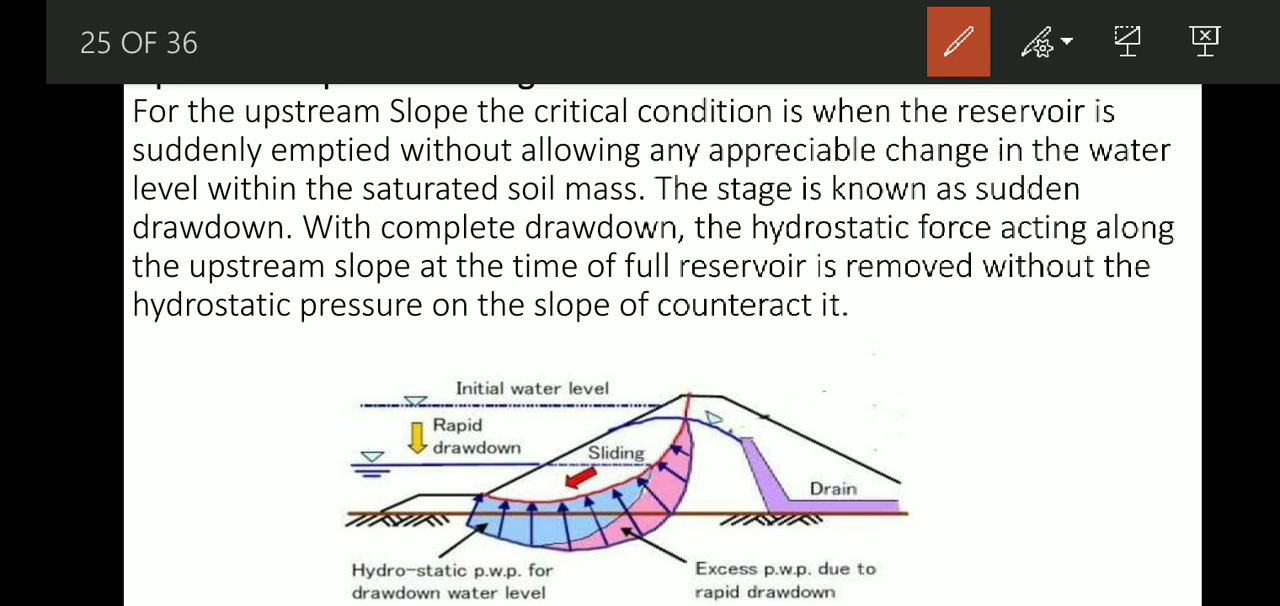 25 OF 36
For the upstream Slope the critical condition is when the reservoir is
suddenly emptied without allowing any appreciable change in the water
level within the saturated soil mass. The stage is known as sudden
drawdown. With complete drawdown, the hydrostatic force acting along
the upstream slope at the time of full reservoir is removed without the
hydrostatic pressure on the slope of counteract it.
Initial water level
Rapid
drawdown
Sliding
Drain
Hydro-static p.w.p. for
drawdown water level
Excess p.w.p. due to
rapid drawdown